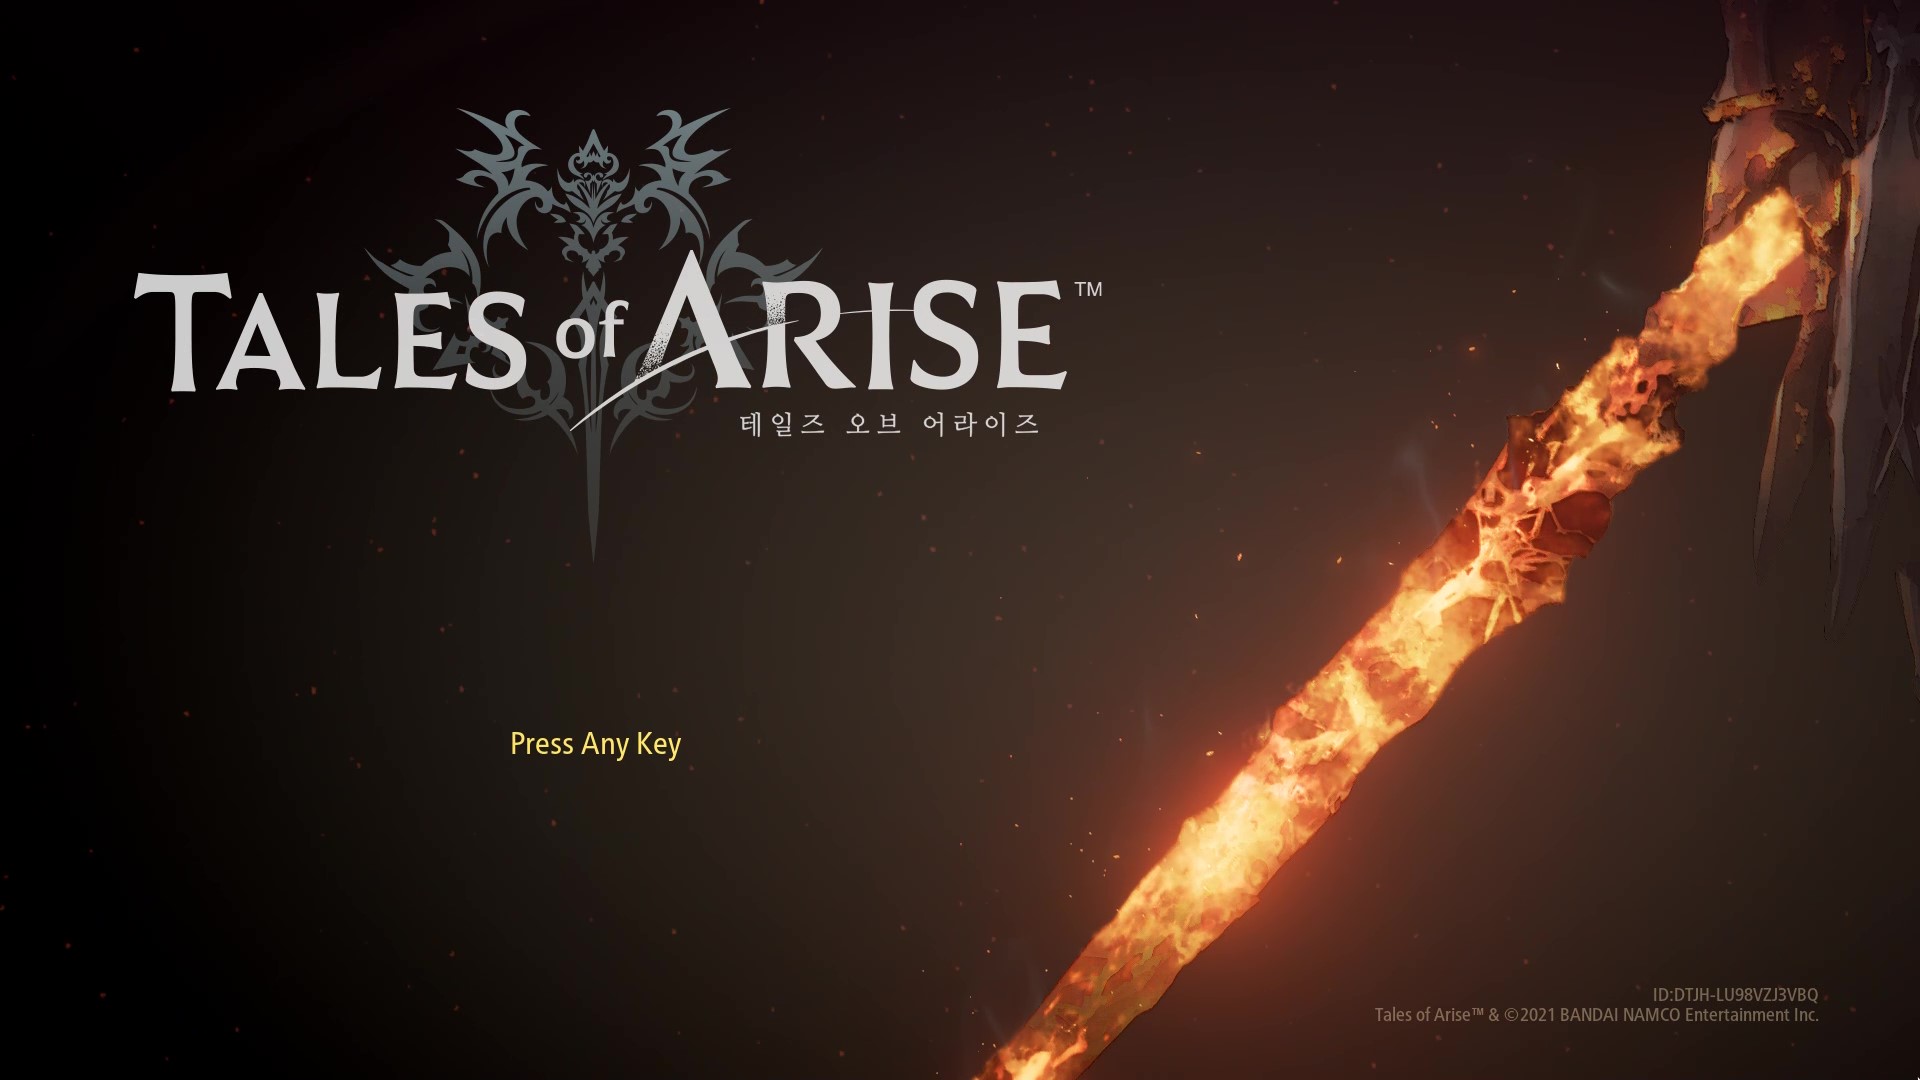 TALES of ARISE™
테일즈 오브 어라이즈
Press Any Key
ID:DTJH-LU98VZJ3VBQ
Tales of Arise™ & ©2021 BANDAI NAMCO Entertainment Inc.